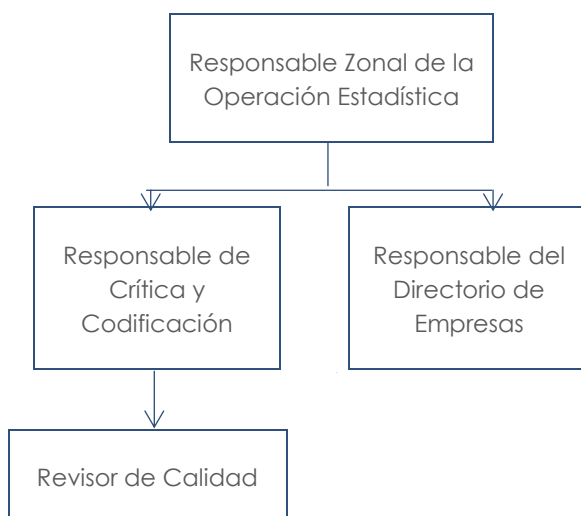 Responsable Zonal de la
Operación Estadística
Responsable de
Crítica y
Codificación
Responsable del
Directorio de
Empresas
Revisor de Calidad